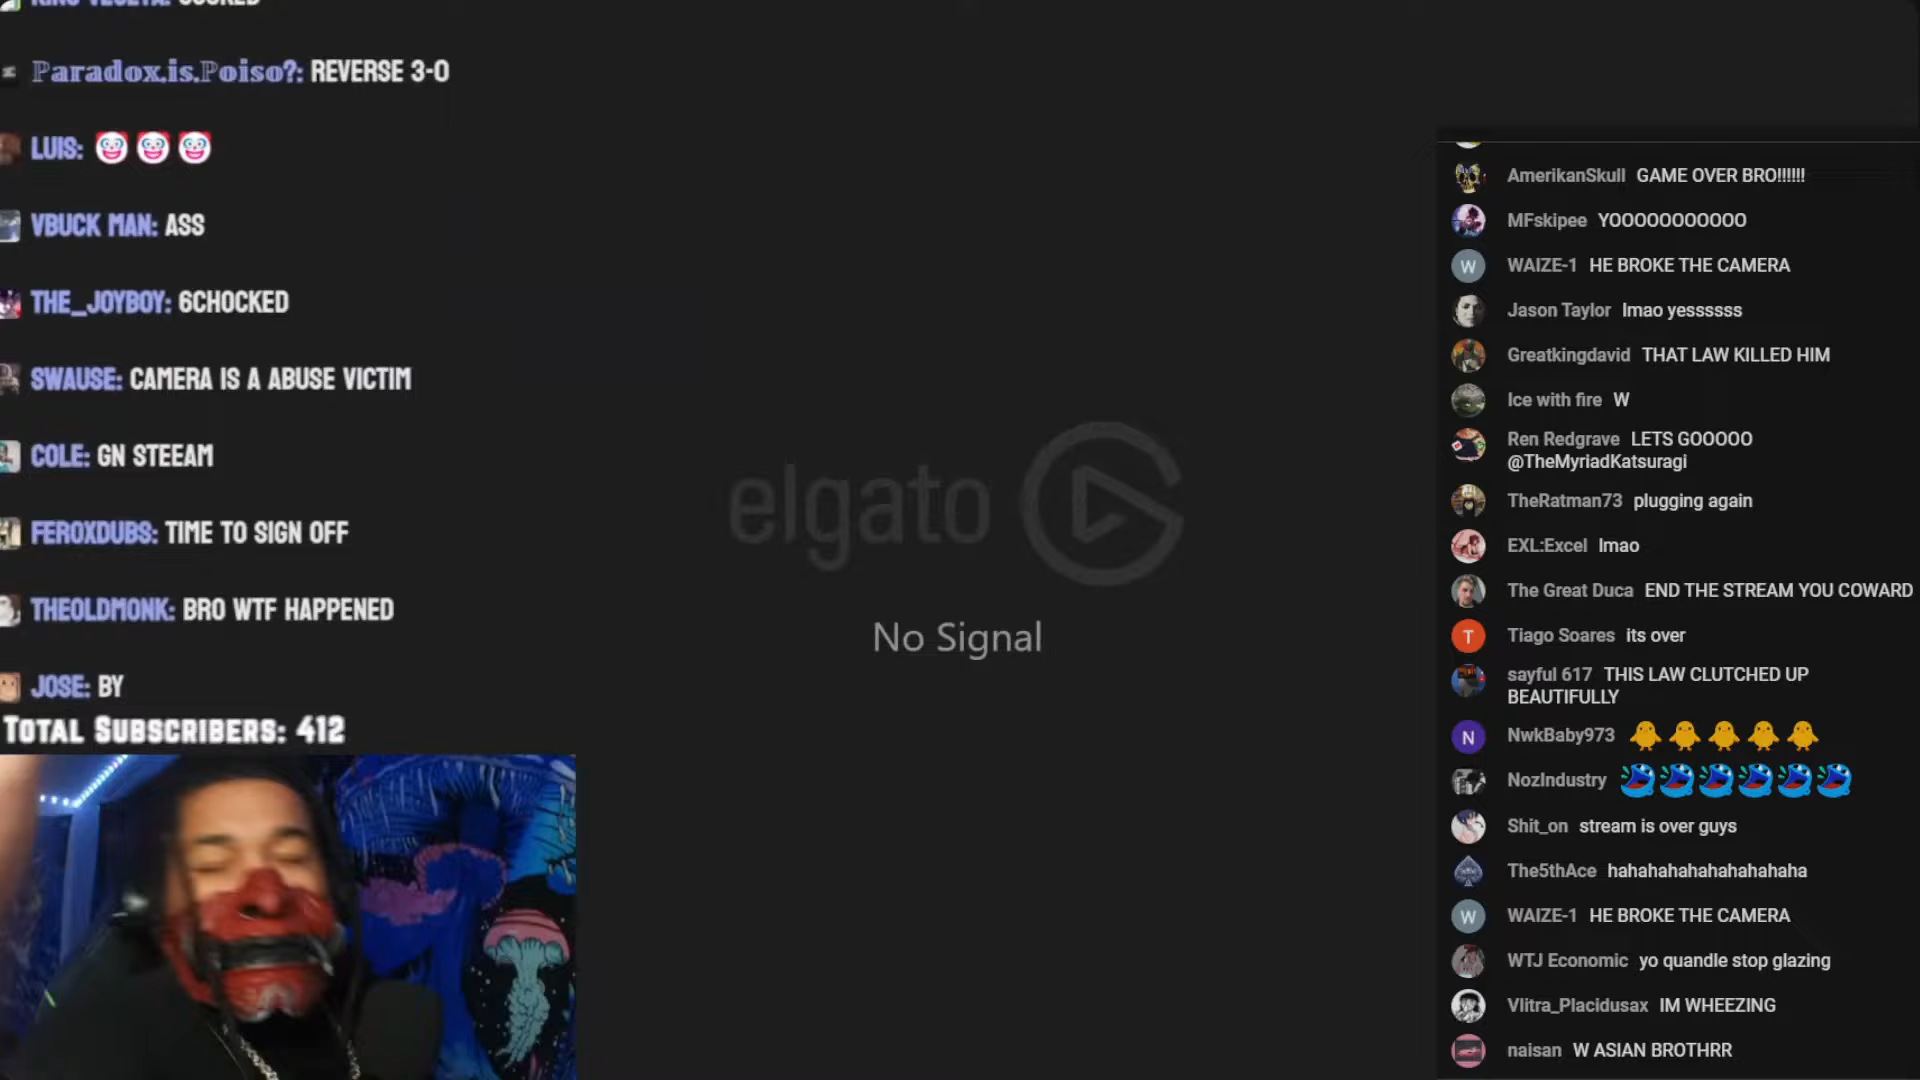 KING VEGETA: COOKED
ℙaradox.is.ℙoiso?: REVERSE 3-0
LUIS: 🤡 🤡 🤡
VBUCK MAN: ASS
THE_JOYBOY: 6CHOCKED
SWAUSE: CAMERA IS A ABUSE VICTIM
COLE: GN STEEAM
FEROXDUBS: TIME TO SIGN OFF
THEOLDMONK: BRO WTF HAPPENED
JOSE: BY
TOTAL SUBSCRIBERS: 412
elgato
No Signal
AmerikanSkull GAME OVER BRO!!!!!!
MFskipee YOOOOOOOOOOO
W WAIZE-1 HE BROKE THE CAMERA
Jason Taylor lmao yessssss
Greatkingdavid THAT LAW KILLED HIM
Ice with fire W
Ren Redgrave LETS GOOOOO
@TheMyriadKatsuragi
TheRatman73 plugging again
EXL:Excel lmao
The Great Duca END THE STREAM YOU COWARD
T Tiago Soares its over
sayful 617 THIS LAW CLUTCHED UP
BEAUTIFULLY
N NwkBaby973
NozIndustry
Shit_on stream is over guys
The5thAce hahahahahahahahaha
W WAIZE-1 HE BROKE THE CAMERA
WTJ Economic yo quandle stop glazing
Vlitra_Placidusax IM WHEEZING
naisan W ASIAN BROTHRR